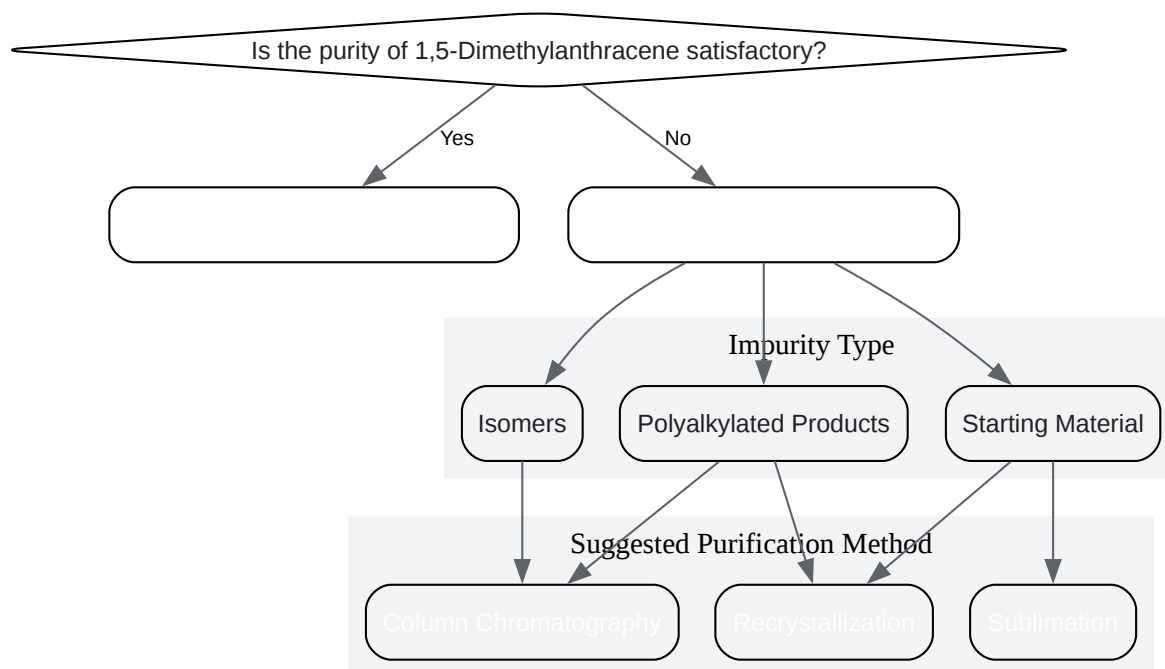 Is the purity of 1,5-Dimethylanthracene satisfactory?
Yes
No
Impurity Type
Isomers
Polyalkylated Products
Starting Material
Suggested Purification Method
Column Chromatography
Recrystallization
Sublimation